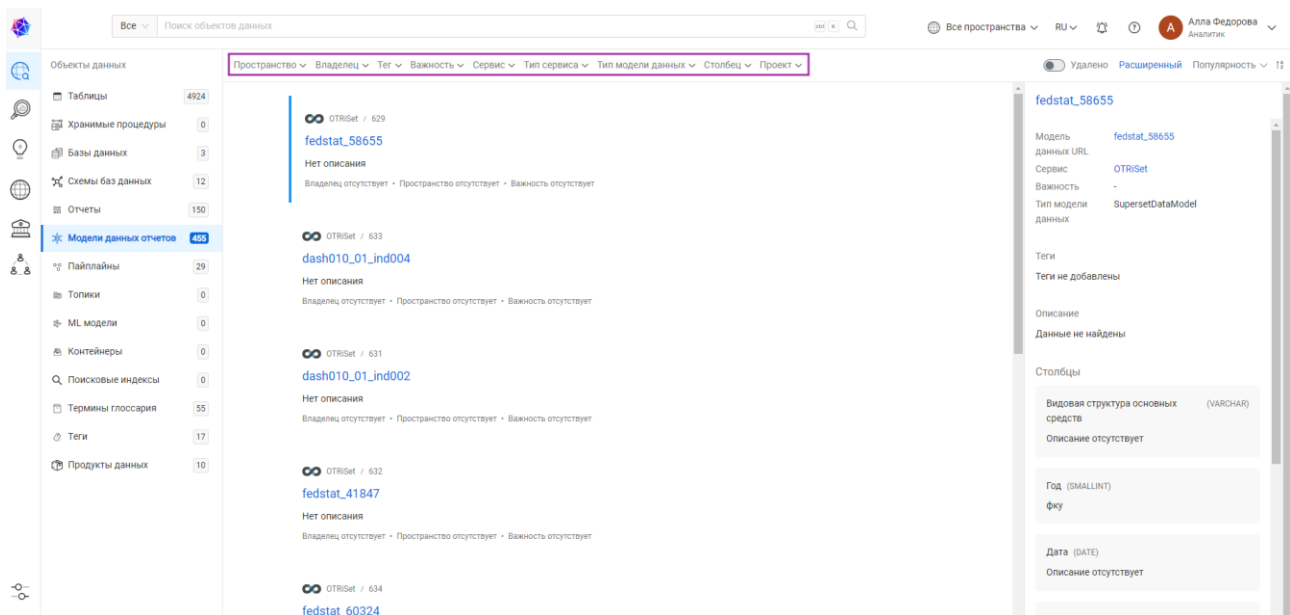 Все Поиск объектов данных ctrl K Все пространства RU А Алла Федорова
Аналитик
Объекты данных
Пространство Владелец Тег Важность Сервис Тип сервиса Тип модели данных Столбец Проект
Удалено Расширенный Популярность
Таблицы 4924
Хранимые процедуры 0
Базы данных 3
Схемы баз данных 12
Отчеты 150
Модели данных отчетов 455
Пайплайны 29
Топики 0
ML модели 0
Контейнеры 0
Поисковые индексы 0
Термины глоссария 55
Теги 17
Продукты данных 10
OTRiSet / 629
fedstat_58655
Нет описания
Владелец отсутствует • Пространство отсутствует • Важность отсутствует
OTRiSet / 633
dash010_01_ind004
Нет описания
Владелец отсутствует • Пространство отсутствует • Важность отсутствует
OTRiSet / 631
dash010_01_ind002
Нет описания
Владелец отсутствует • Пространство отсутствует • Важность отсутствует
OTRiSet / 632
fedstat_41847
Нет описания
Владелец отсутствует • Пространство отсутствует • Важность отсутствует
OTRiSet / 634
fedstat_60324
fedstat_58655
Модель fedstat_58655
данных URL
Сервис OTRiSet
Важность -
Тип модели SupersetDataModel
данных
Теги
Теги не добавлены
Описание
Данные не найдены
Столбцы
Видовая структура основных (VARCHAR)
средств
Описание отсутствует
Год (SMALLINT)
фку
Дата (DATE)
Описание отсутствует